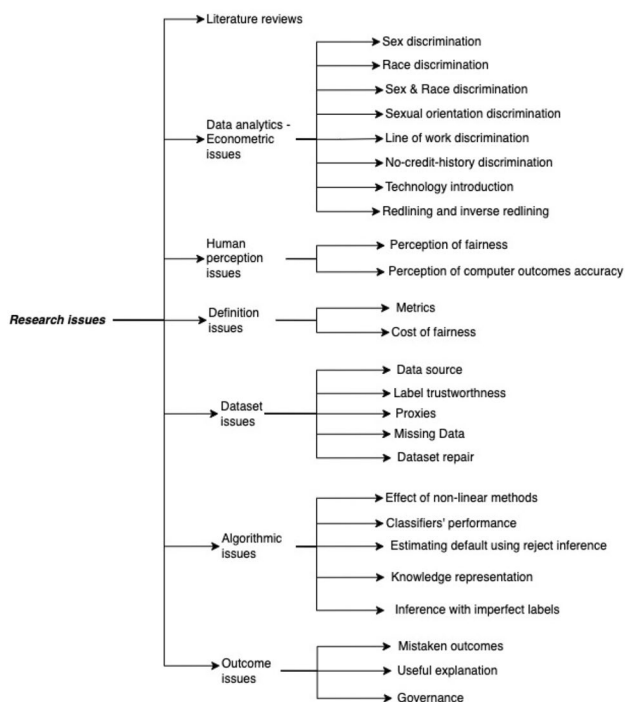 Literature reviews
Sex discrimination
Race discrimination
Sex & Race discrimination
Data analytics -
Econometric
issues
Sexual orientation discrimination
Line of work discrimination
No-credit-history discrimination
Technology introduction
Redlining and inverse redlining
Human
perception
issues
Perception of fairness
Perception of computer outcomes accuracy
Research issues
Definition
issues
Metrics
Cost of fairness
Dataset
issues
Data source
Label trustworthness
Proxies
Missing Data
Dataset repair
Algorithmic
issues
Effect of non-linear methods
Classifiers' performance
Estimating default using reject inference
Knowledge representation
Inference with imperfect labels
Outcome
issues
Mistaken outcomes
Useful explanation
Governance